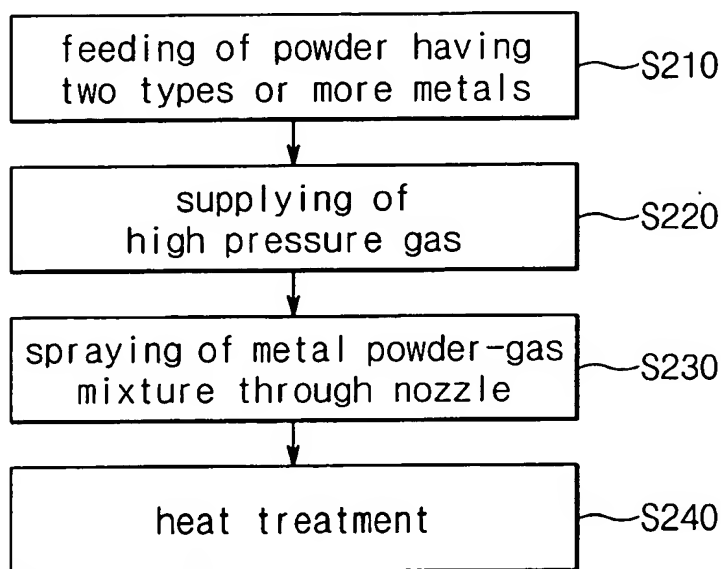 feeding of powder having
two types or more metals
S210
supplying of
high pressure gas
S220
spraying of metal powder-gas
mixture through nozzle
S230
heat treatment
S240